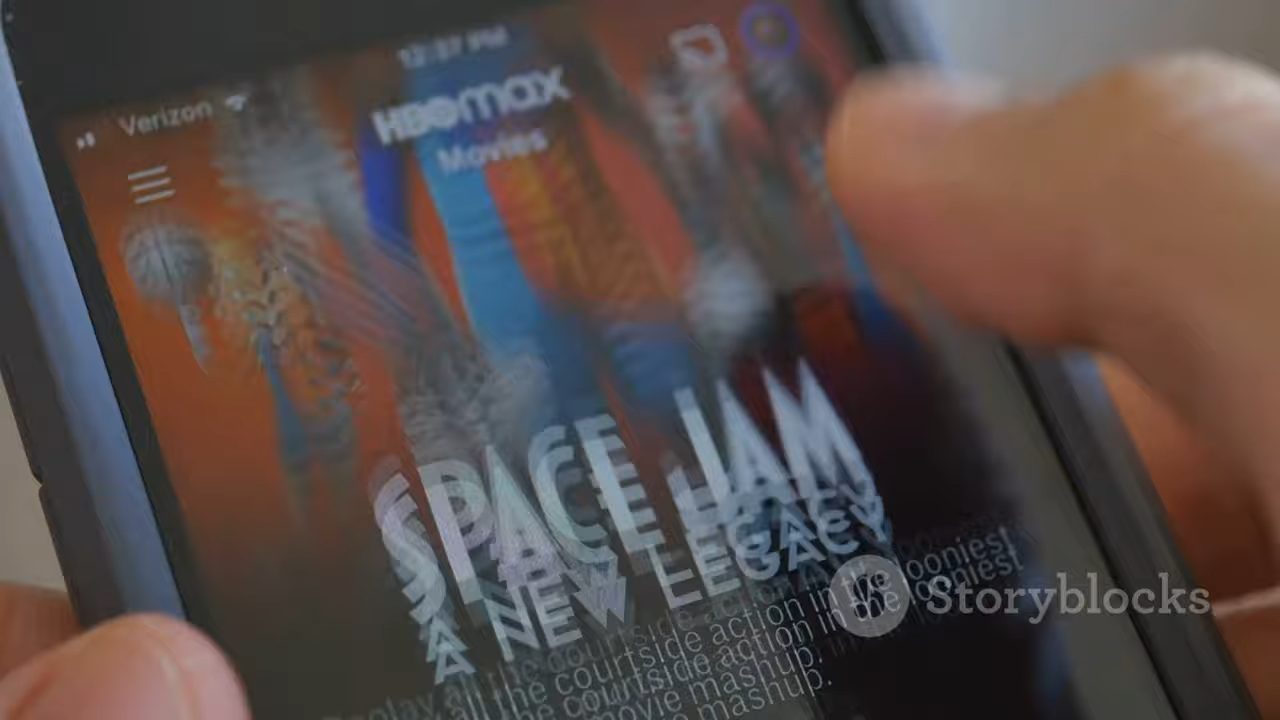 Verizon
HBOmax
Movies
SPACE JAM
A NEW LEGACY
all the courtside action in the looniest
movie mashup.
Storyblocks